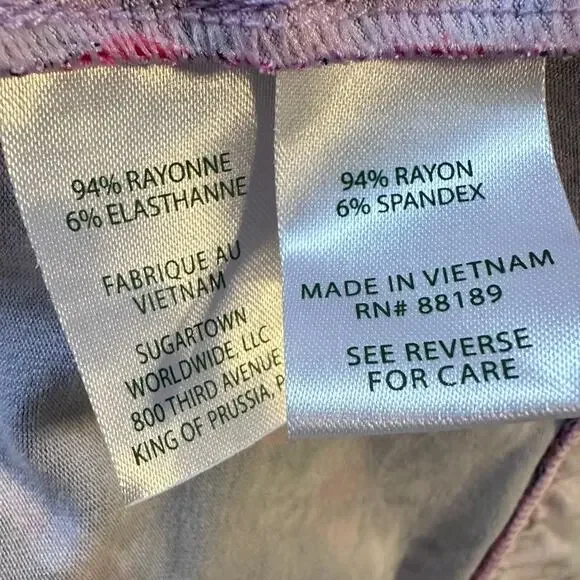 94% RAYONNE
6% ELASTHANNE
FABRIQUE AU
VIETNAM
SUGARTOWN
WORLDWIDE, LLC
800 THIRD AVENUE
KING OF PRUSSIA,
94% RAYON
6% SPANDEX
MADE IN VIETNAM
RN# 88189
SEE REVERSE
FOR CARE